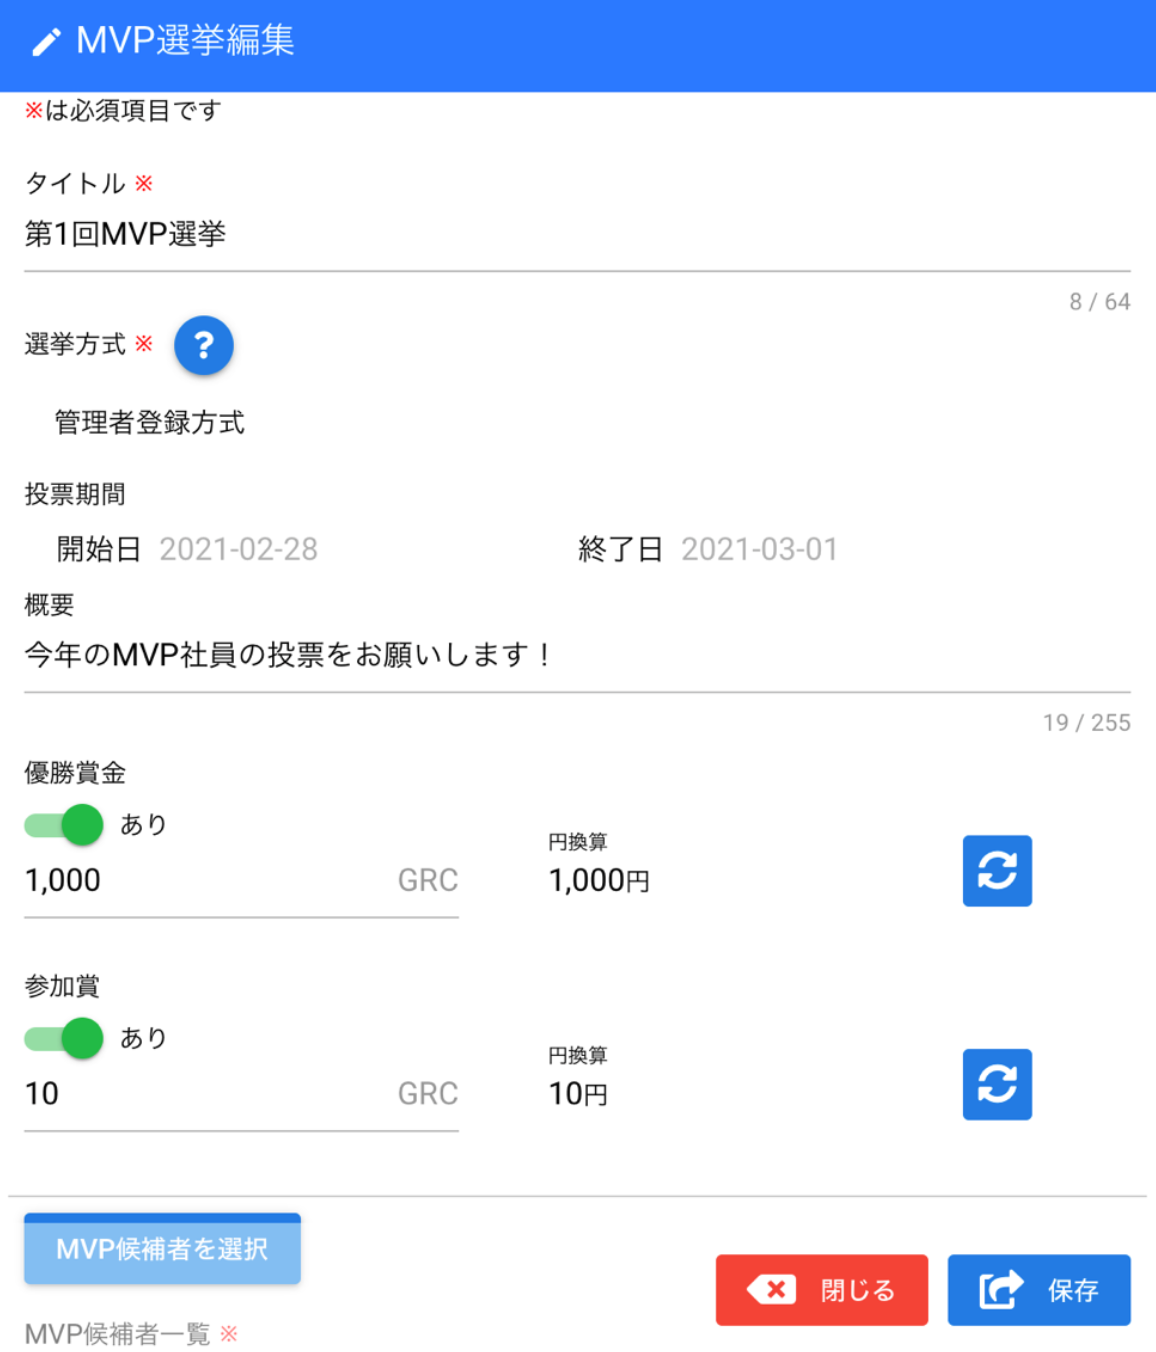 MVP選挙編集
※は必須項目です
タイトル ※
第1回MVP選挙
8 / 64
選挙方式 ※ ?
管理者登録方式
投票期間
開始日 2021-02-28 終了日 2021-03-01
概要
今年のMVP社員の投票をお願いします！
19 / 255
優勝賞金
あり
円換算
1,000 GRC 1,000円
参加賞
あり
円換算
10 GRC 10円
MVP候補者を選択
閉じる 保存
MVP候補者一覧 ※